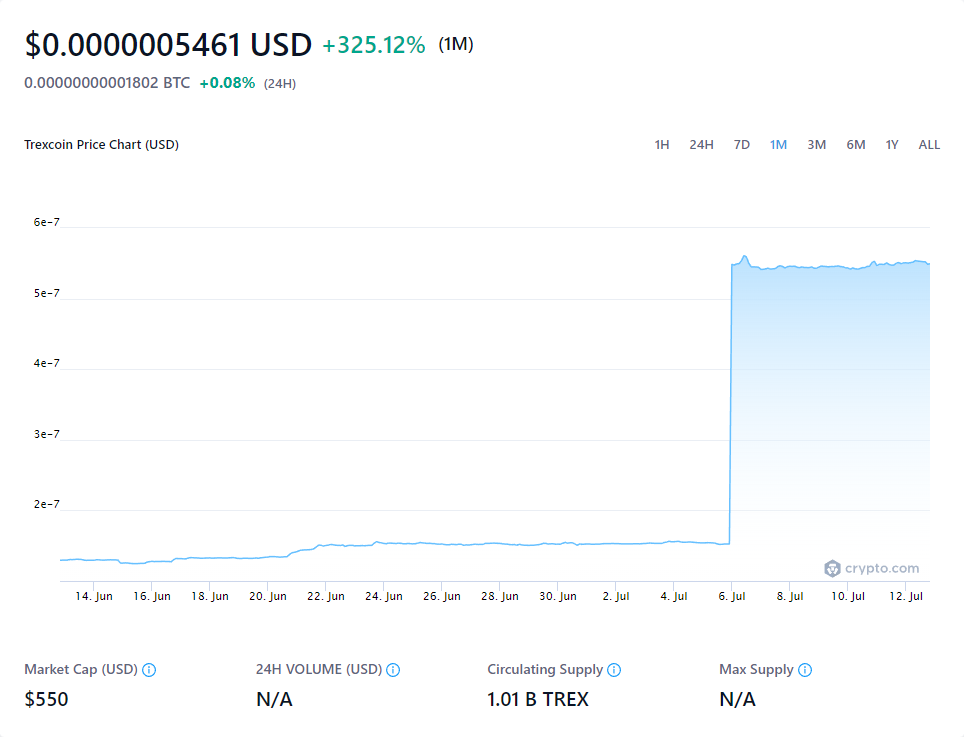 $0.0000005461 USD +325.12% (1M)
0.00000000001802 BTC +0.08% (24H)
Trexcoin Price Chart (USD) 1H 24H 7D 1M 3M 6M 1Y ALL
6e-7
5e-7
4e-7
3e-7
2e-7
crypto.com
14. Jun 16. Jun 18. Jun 20. Jun 22. Jun 24. Jun 26. Jun 28. Jun 30. Jun 2. Jul 4. Jul 6. Jul 8. Jul 10. Jul 12. Jul
Market Cap (USD) 24H VOLUME (USD) Circulating Supply Max Supply
$550 N/A 1.01 B TREX N/A